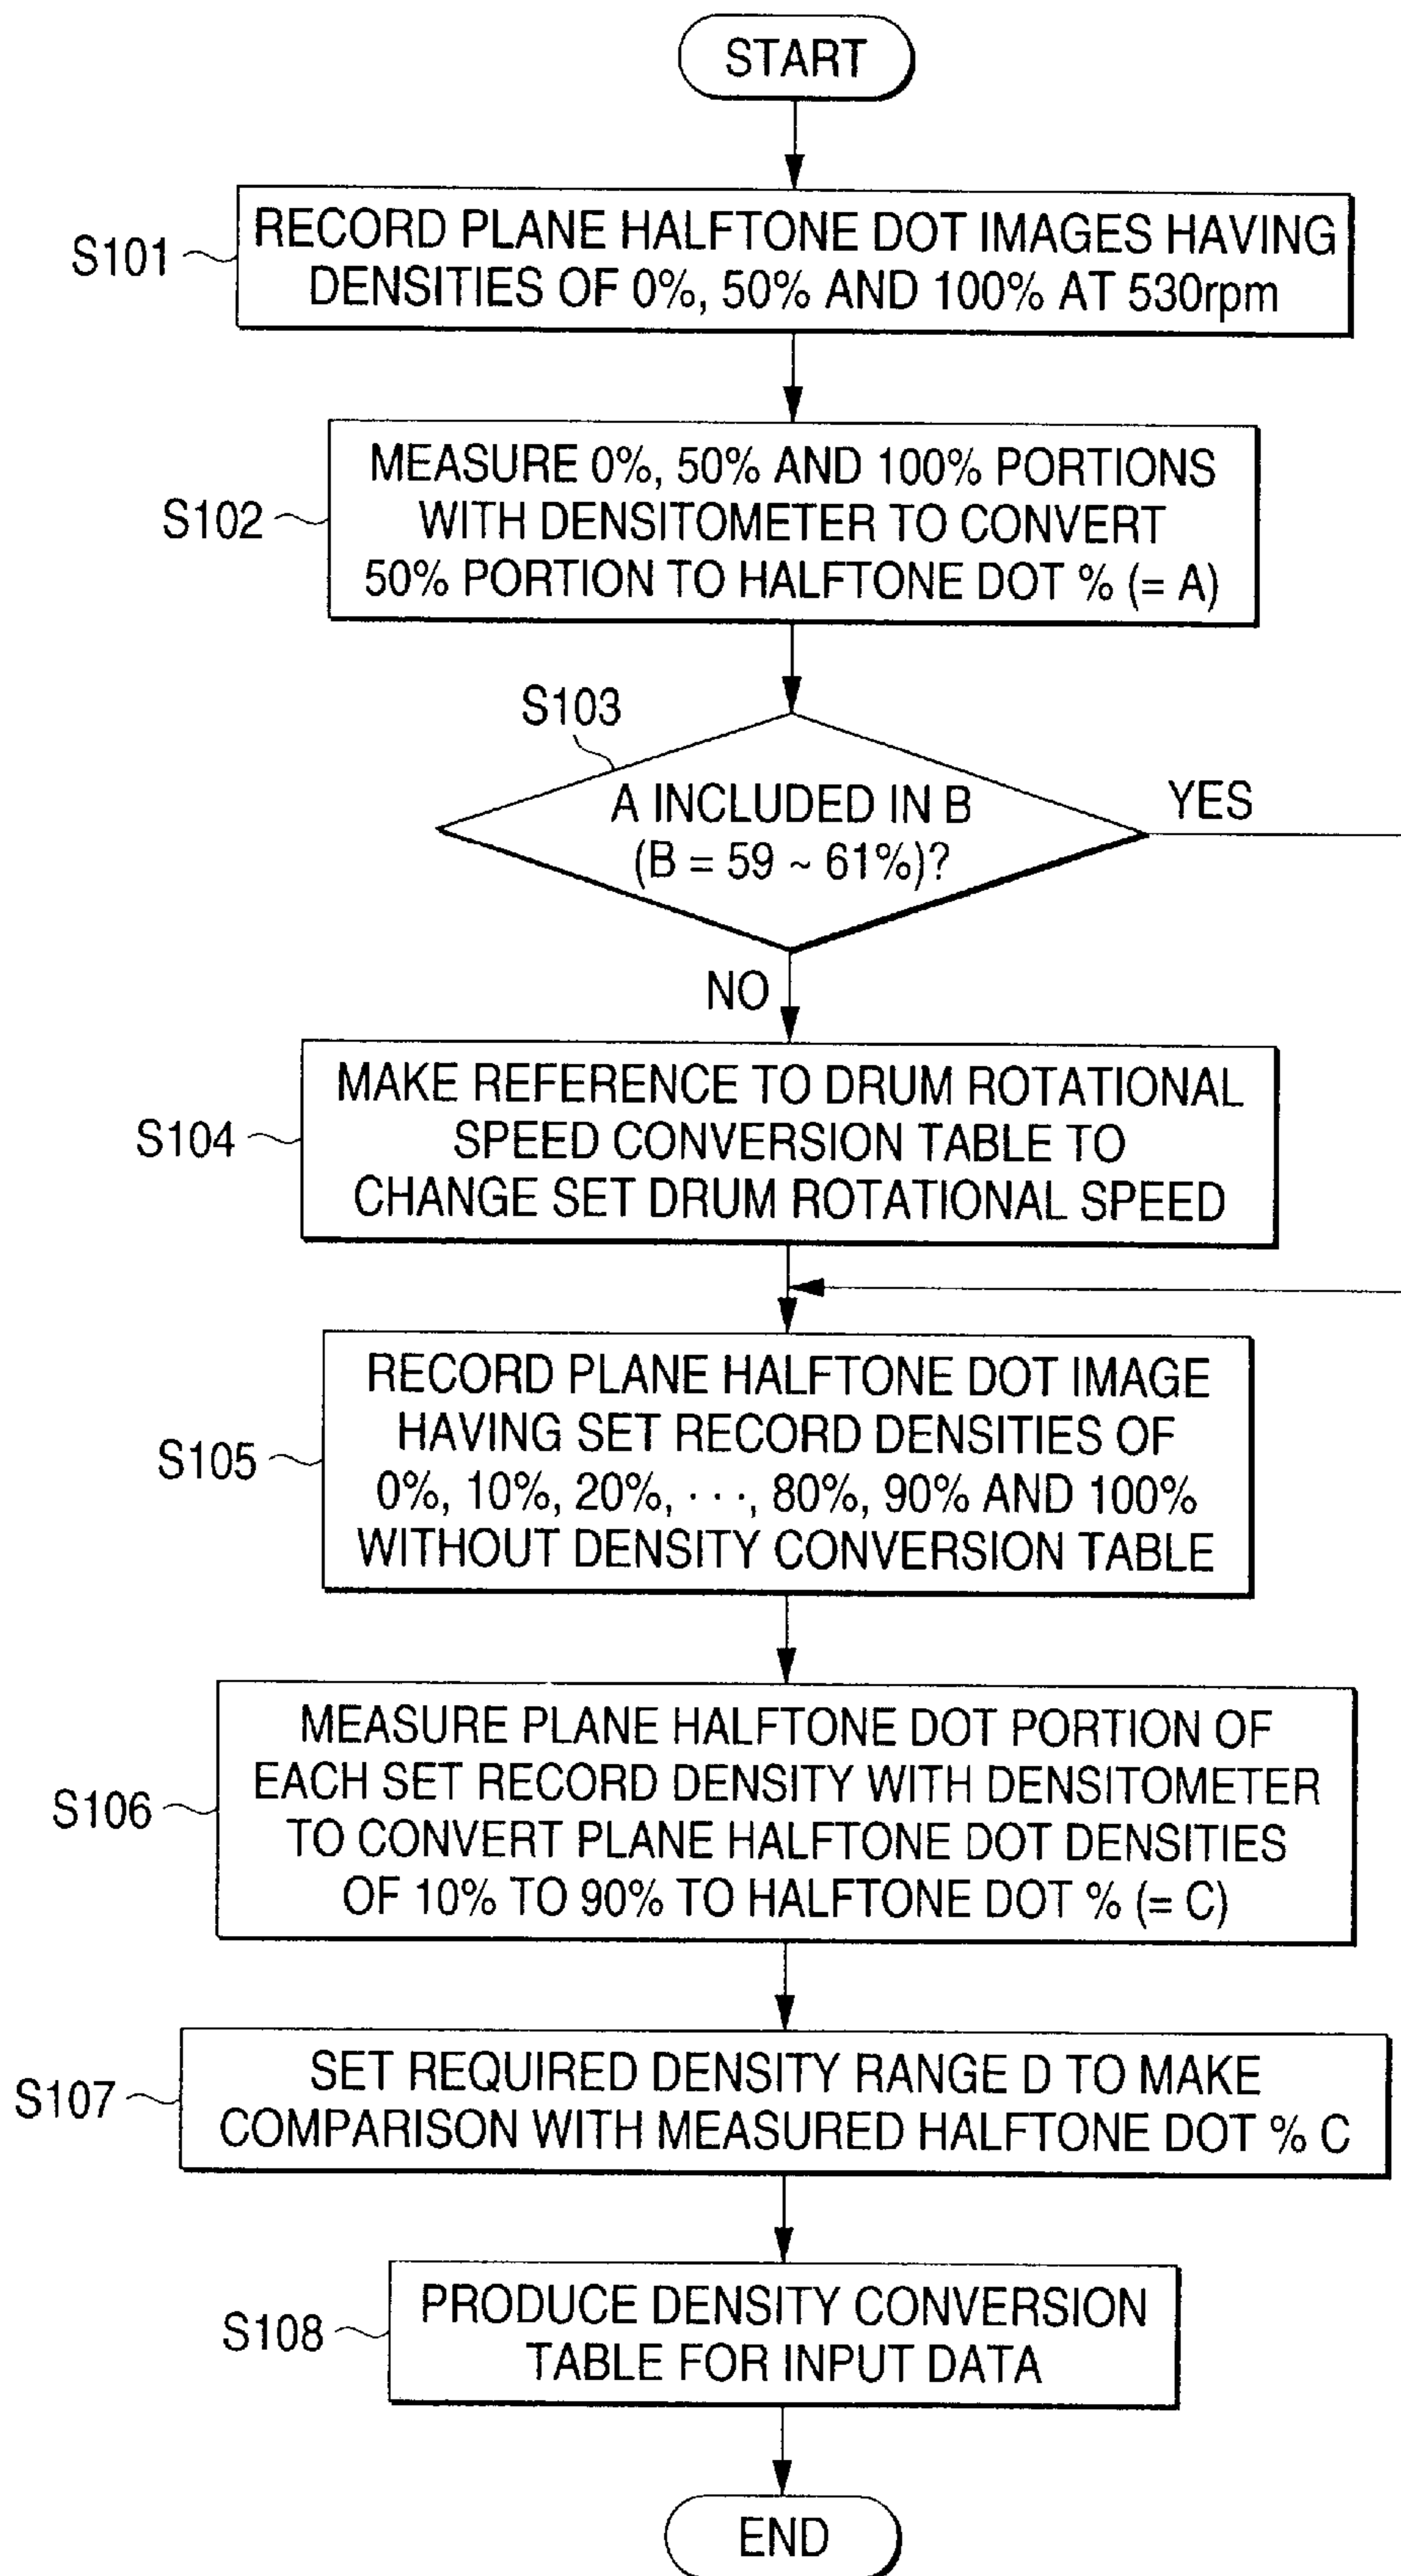 START
S101
RECORD PLANE HALFTONE DOT IMAGES HAVING
DENSITIES OF 0%, 50% AND 100% AT 530rpm
S102
MEASURE 0%, 50% AND 100% PORTIONS
WITH DENSITOMETER TO CONVERT
50% PORTION TO HALFTONE DOT % (= A)
S103
A INCLUDED IN B
(B = 59 ~ 61%)?
YES
NO
S104
MAKE REFERENCE TO DRUM ROTATIONAL
SPEED CONVERSION TABLE TO
CHANGE SET DRUM ROTATIONAL SPEED
S105
RECORD PLANE HALFTONE DOT IMAGE
HAVING SET RECORD DENSITIES OF
0%, 10%, 20%, · · ·, 80%, 90% AND 100%
WITHOUT DENSITY CONVERSION TABLE
S106
MEASURE PLANE HALFTONE DOT PORTION OF
EACH SET RECORD DENSITY WITH DENSITOMETER
TO CONVERT PLANE HALFTONE DOT DENSITIES
OF 10% TO 90% TO HALFTONE DOT % (= C)
S107
SET REQUIRED DENSITY RANGE D TO MAKE
COMPARISON WITH MEASURED HALFTONE DOT % C
S108
PRODUCE DENSITY CONVERSION
TABLE FOR INPUT DATA
END